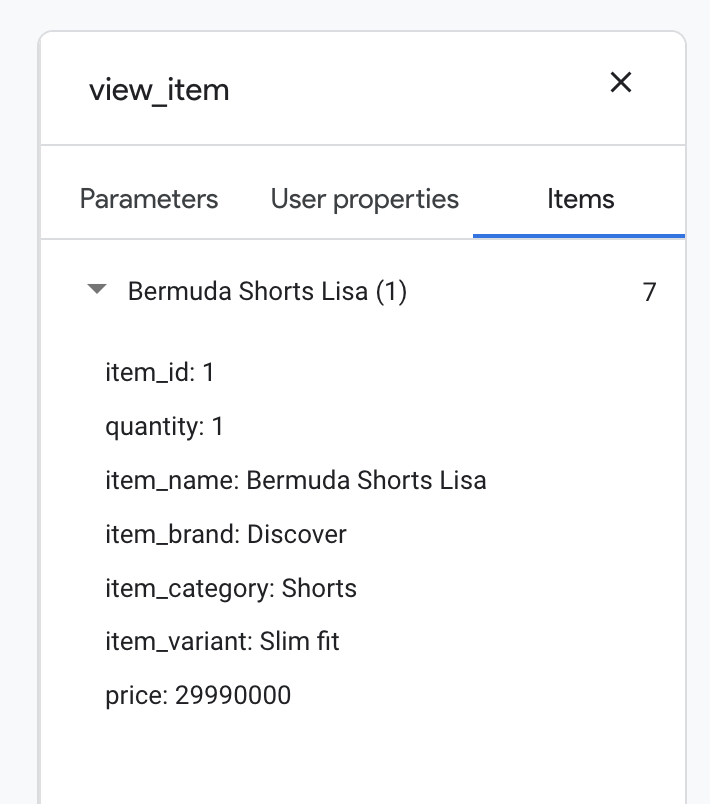 view_item
Parameters User properties Items
Bermuda Shorts Lisa (1) 7
item_id: 1
quantity: 1
item_name: Bermuda Shorts Lisa
item_brand: Discover
item_category: Shorts
item_variant: Slim fit
price: 29990000